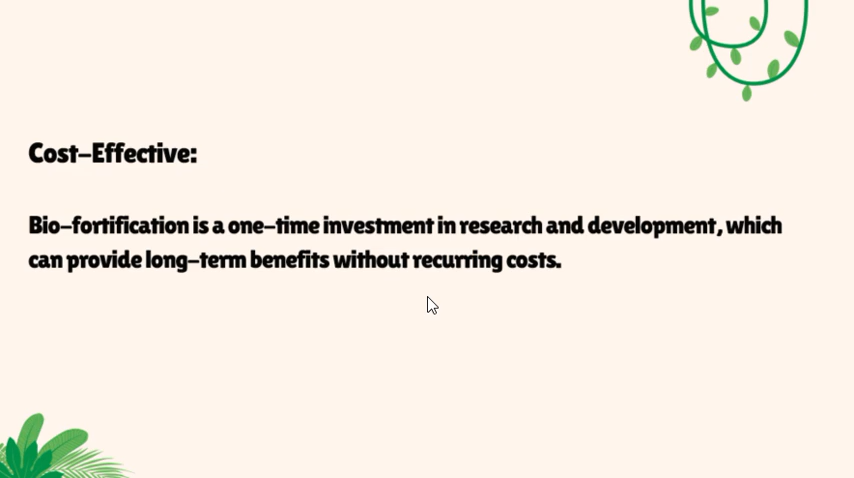 Cost-Effective:
Bio-fortification is a one-time investment in research and development, which
can provide long-term benefits without recurring costs.